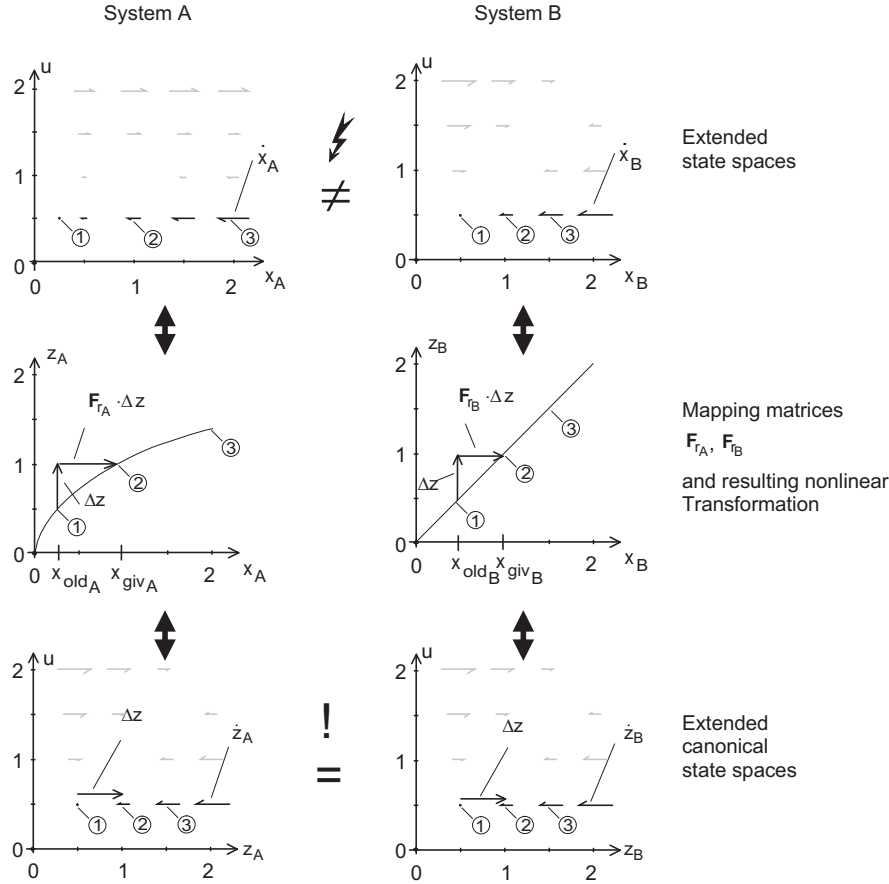 System A System B
u
2
1
0
0 1 2
x_A
ẋ_A
① ② ③
≠
u
2
1
0
0 1 2
x_B
ẋ_B
① ② ③
Extended
state spaces
z_A
2
1
0
0 x_old_A x_giv_A 2 x_A
F_r_A · Δz
Δz
① ② ③
z_B
2
1
0
0 x_old_B x_giv_B 2 x_B
F_r_B · Δz
Δz
① ② ③
Mapping matrices
F_r_A, F_r_B
and resulting nonlinear
Transformation
u
2
1
0
0 1 2
z_A
Δz
ż_A
① ② ③
!
=
u
2
1
0
0 1 2
z_B
Δz
ż_B
① ② ③
Extended
canonical
state spaces